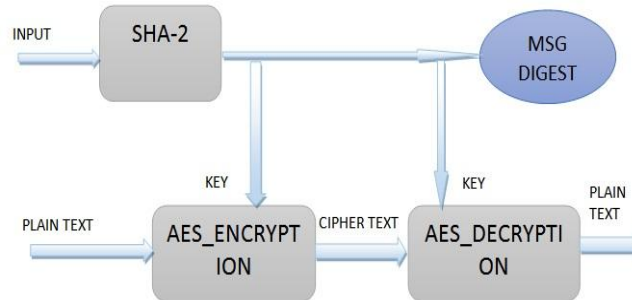 INPUT
SHA-2
MSG
DIGEST
KEY
KEY
PLAIN TEXT
AES_ENCRYPT
ION
CIPHER TEXT
AES_DECRYPTI
ON
PLAIN
TEXT